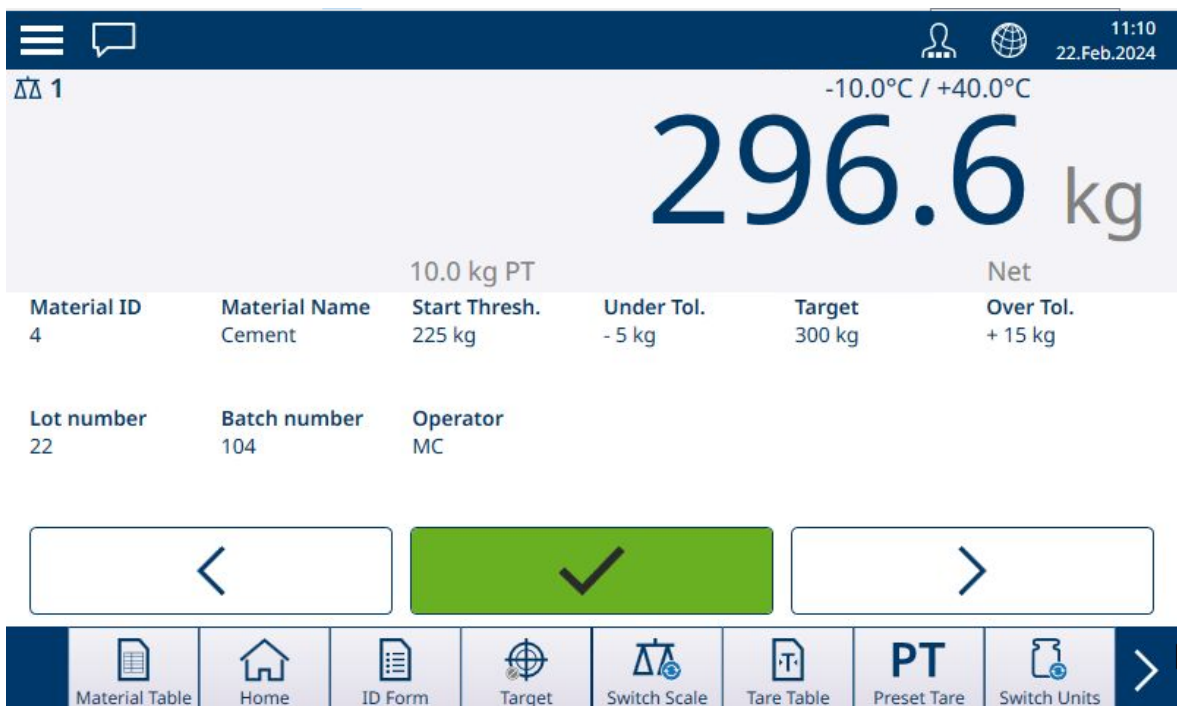 11:10
22.Feb.2024
1
-10.0°C / +40.0°C
296.6 kg
10.0 kg PT Net
Material ID Material Name Start Thresh. Under Tol. Target Over Tol.
4 Cement 225 kg - 5 kg 300 kg + 15 kg
Lot number Batch number Operator
22 104 MC
T
PT
Material Table Home ID Form Target Switch Scale Tare Table Preset Tare Switch Units